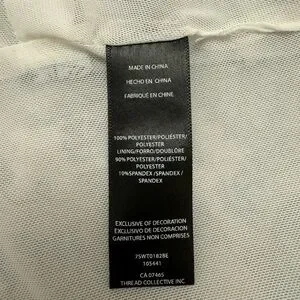 MADE IN CHINA
HECHO EN CHINA
FABRIQUÉ EN CHINE
100% POLYESTER/POLIÉSTER/
POLYESTER
LINING/FORRO/DOUBLURE
90% POLYESTER/POLIÉSTER/
POLYESTER
10%SPANDEX /SPANDEX /
SPANDEX
EXCLUSIVE OF DECORATION
EXCLUSIVO DE DECORACION
GARNITURES NON COMPRISES
7SWT0182BE
105441
CA 07465
THREAD COLLECTIVE INC